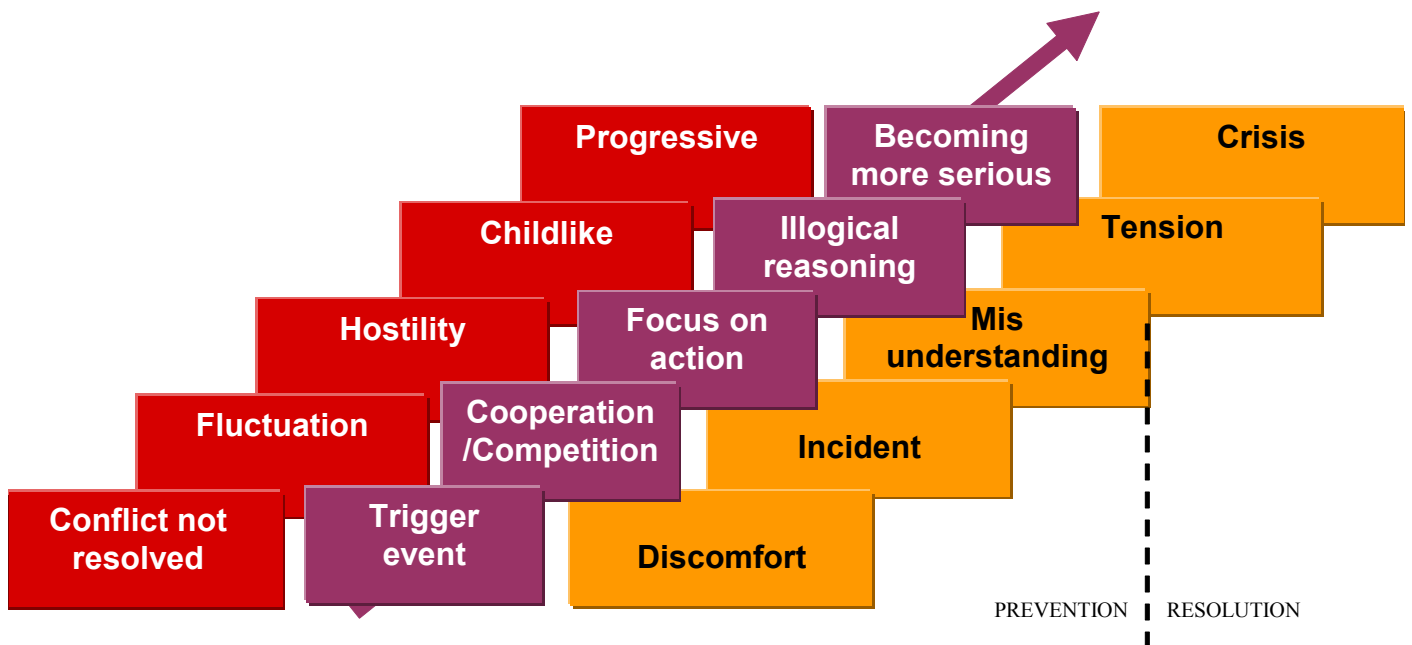 Progressive
Becoming
more serious
Crisis
Childlike
Illogical
reasoning
Tension
Hostility
Focus on
action
Mis
understanding
Fluctuation
Cooperation
/Competition
Incident
Conflict not
resolved
Trigger
event
Discomfort
PREVENTION
RESOLUTION